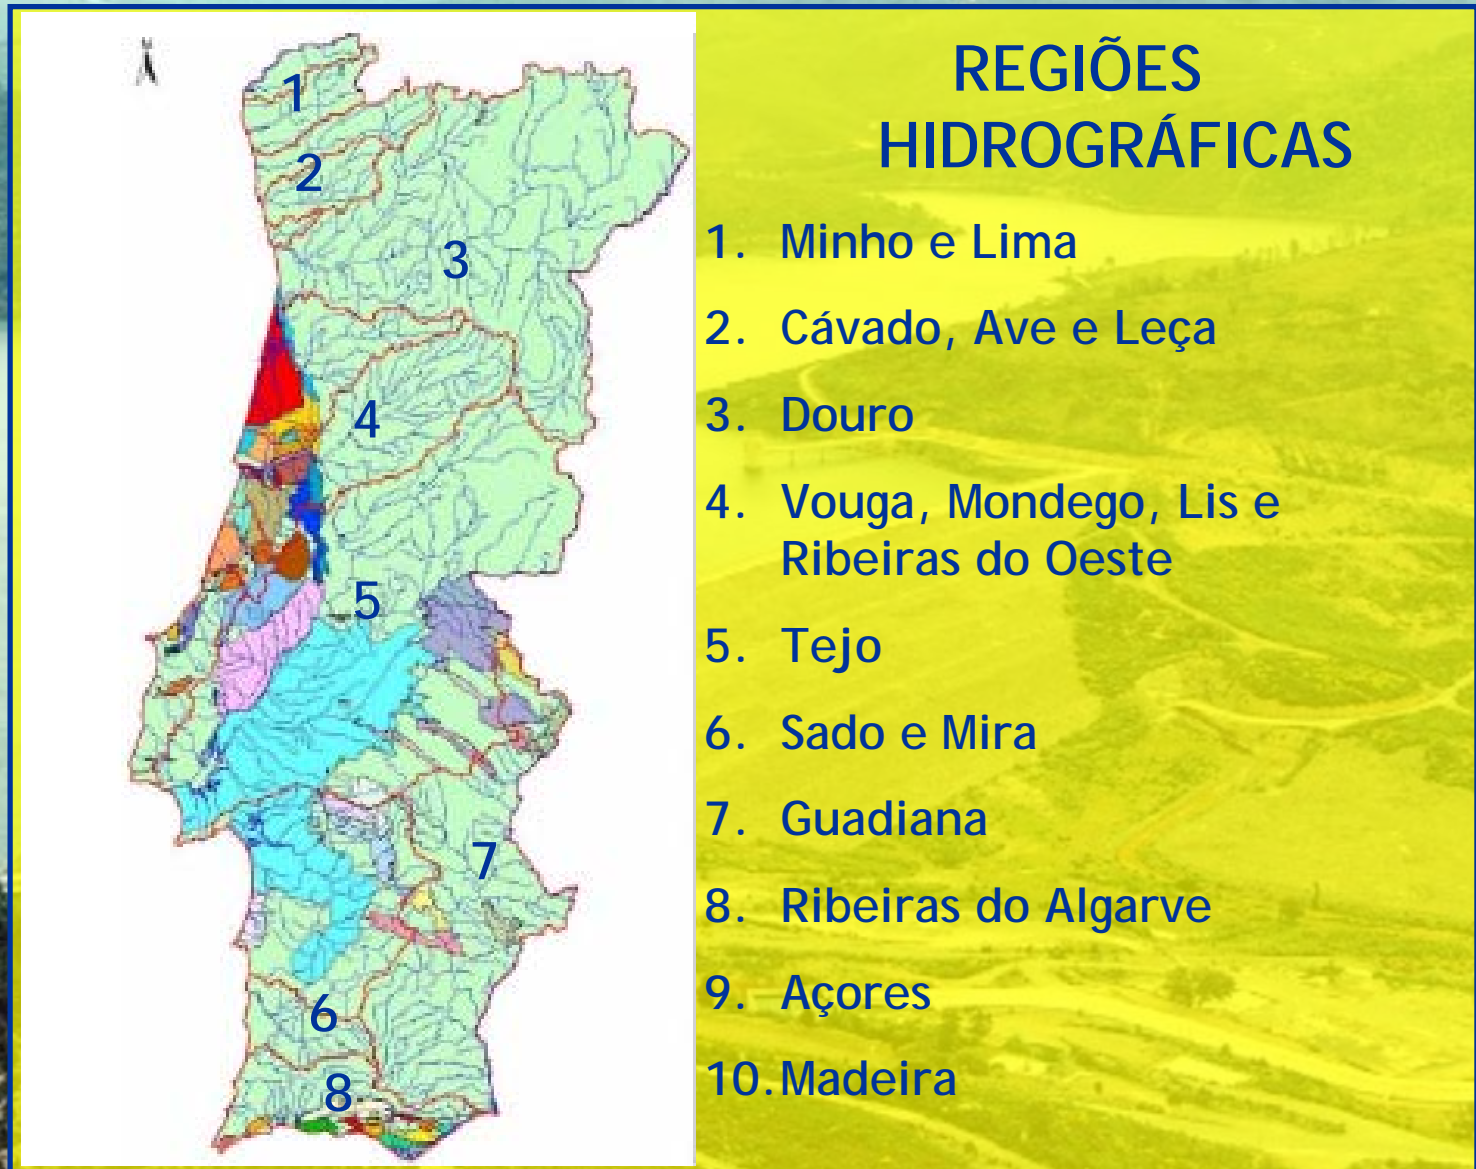 1
2
3
4
5
7
6
8
REGIÕES
HIDROGRÁFICAS
1. Minho e Lima
2. Cávado, Ave e Leça
3. Douro
4. Vouga, Mondego, Lis e
Ribeiras do Oeste
5. Tejo
6. Sado e Mira
7. Guadiana
8. Ribeiras do Algarve
9. Açores
10. Madeira